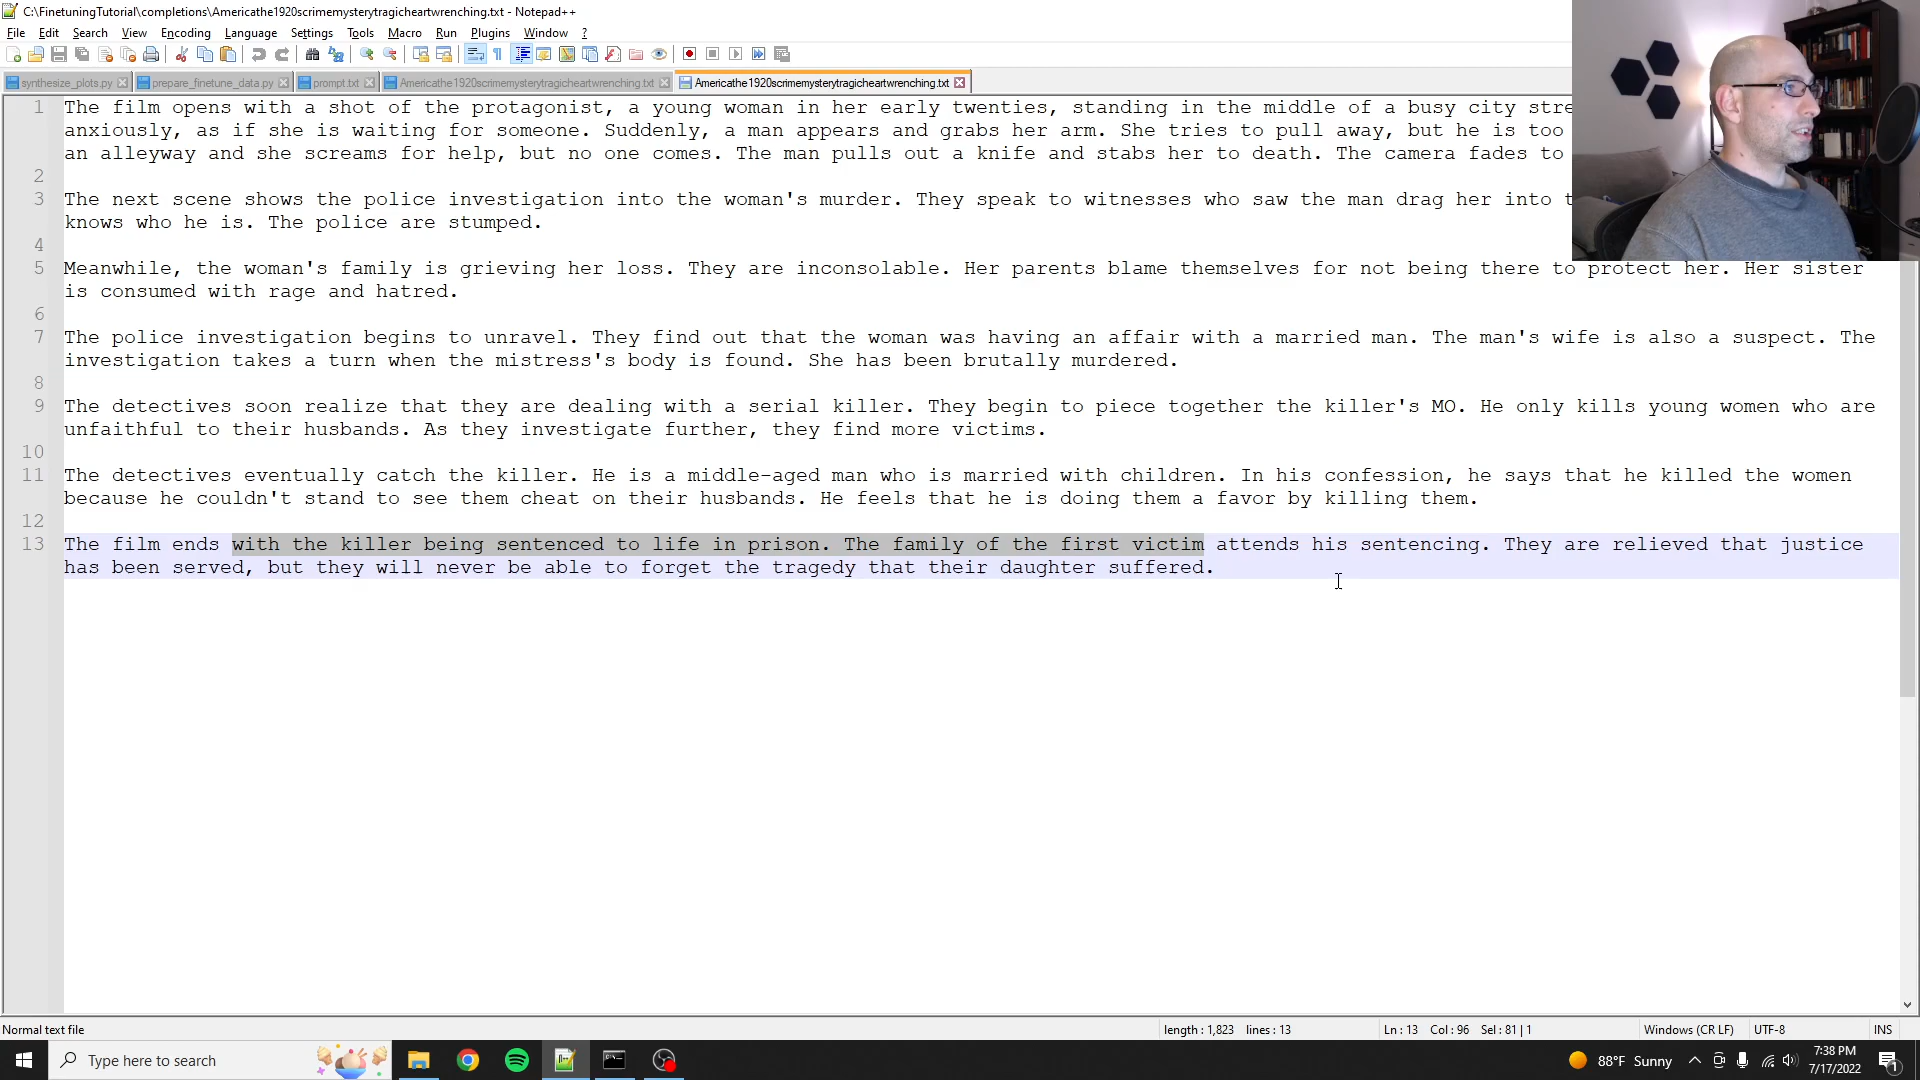 C:\FinetuningTutorial\completions\Americathe1920scrimemysterytragicheartwrenching.txt - Notepad++
File Edit Search View Encoding Language Settings Tools Macro Run Plugins Window ?
synthesize_plots.py prepare_finetune_data.py prompt.txt Americathe1920scrimemysterytragicheartwrenching.txt Americathe1920scrimemysterytragicheartwrenching.txt
1 The film opens with a shot of the protagonist, a young woman in her early twenties, standing in the middle of a busy city
anxiously, as if she is waiting for someone. Suddenly, a man appears and grabs her arm. She tries to pull away, but he is too
an alleyway and she screams for help, but no one comes. The man pulls out a knife and stabs her to death. The camera fades to
2
3 The next scene shows the police investigation into the woman's murder. They speak to witnesses who saw the man drag her into
knows who he is. The police are stumped.
4
5 Meanwhile, the woman's family is grieving her loss. They are inconsolable. Her parents blame themselves for not being there to protect her. Her sister
is consumed with rage and hatred.
6
7 The police investigation begins to unravel. They find out that the woman was having an affair with a married man. The man's wife is also a suspect. The
investigation takes a turn when the mistress's body is found. She has been brutally murdered.
8
9 The detectives soon realize that they are dealing with a serial killer. They begin to piece together the killer's MO. He only kills young women who are
unfaithful to their husbands. As they investigate further, they find more victims.
10
11 The detectives eventually catch the killer. He is a middle-aged man who is married with children. In his confession, he says that he killed the women
because he couldn't stand to see them cheat on their husbands. He feels that he is doing them a favor by killing them.
12
13 The film ends with the killer being sentenced to life in prison. The family of the first victim attends his sentencing. They are relieved that justice
has been served, but they will never be able to forget the tragedy that their daughter suffered.
Normal text file length : 1,823 lines : 13 Ln : 13 Col : 96 Sel : 81 | 1 Windows (CR LF) UTF-8 INS
Type here to search 88°F Sunny 7:38 PM
7/17/2022 1